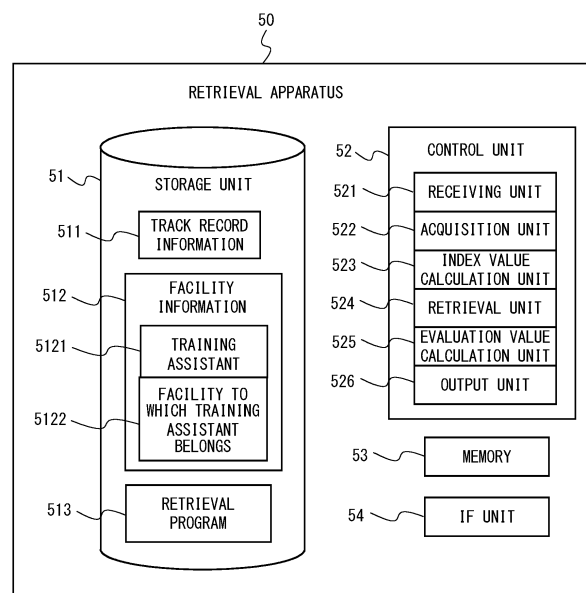 50
RETRIEVAL APPARATUS
51
STORAGE UNIT
511
TRACK RECORD
INFORMATION
512
FACILITY
INFORMATION
5121
TRAINING
ASSISTANT
5122
FACILITY TO
WHICH TRAINING
ASSISTANT
BELONGS
513
RETRIEVAL
PROGRAM
52
CONTROL UNIT
521
RECEIVING UNIT
522
ACQUISITION UNIT
523
INDEX VALUE
CALCULATION UNIT
524
RETRIEVAL UNIT
525
EVALUATION VALUE
CALCULATION UNIT
526
OUTPUT UNIT
53
MEMORY
54
IF UNIT